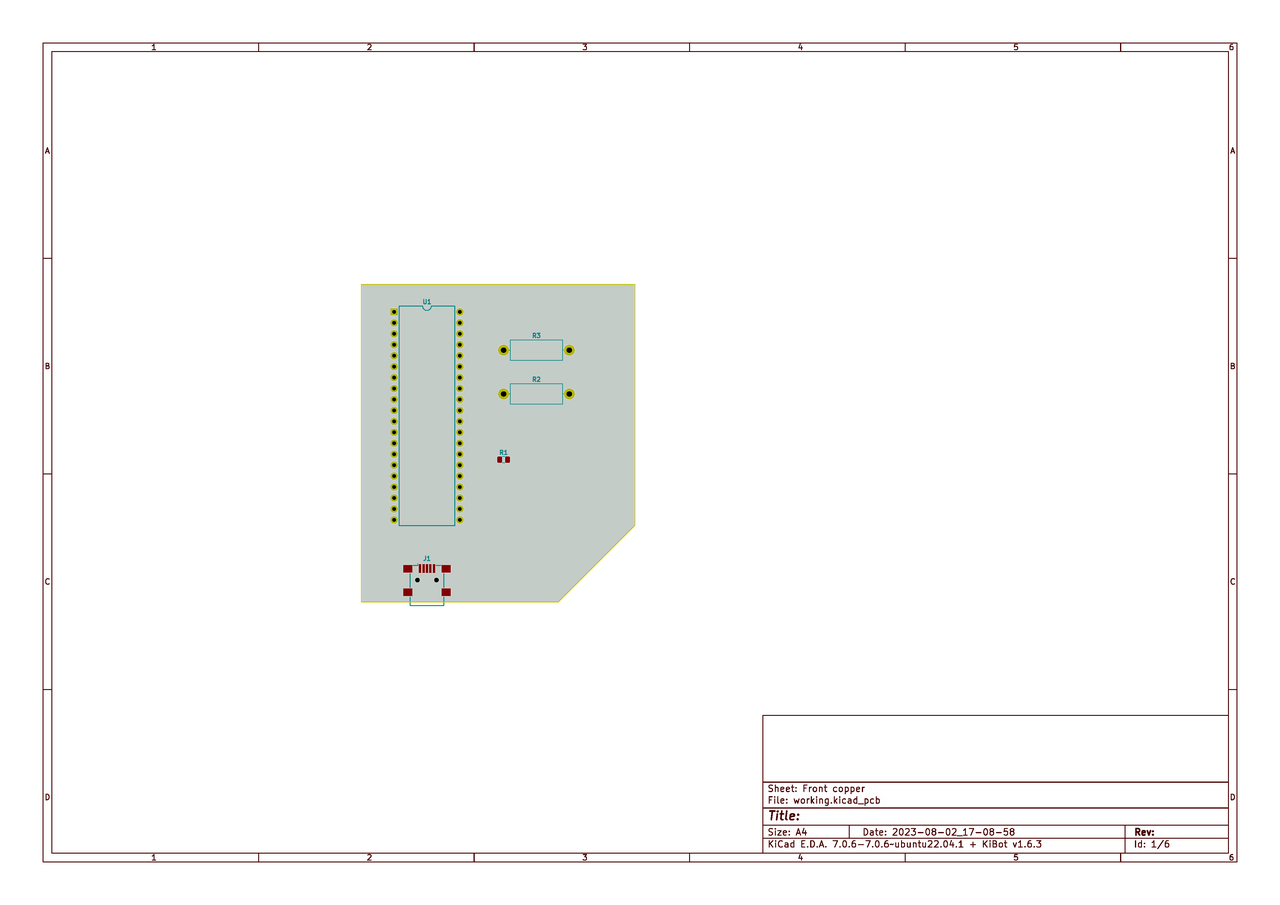 1 2 3 4 5 6
A A
U1
R3
B B
R2
R1
J1
C C
Sheet: Front copper
File: working.kicad_pcb
D D
Title:
Size: A4 Date: 2023-08-02_17-08-58 Rev:
KiCad E.D.A. 7.0.6-7.0.6~ubuntu22.04.1 + KiBot v1.6.3 Id: 1/6
1 2 3 4 5 6